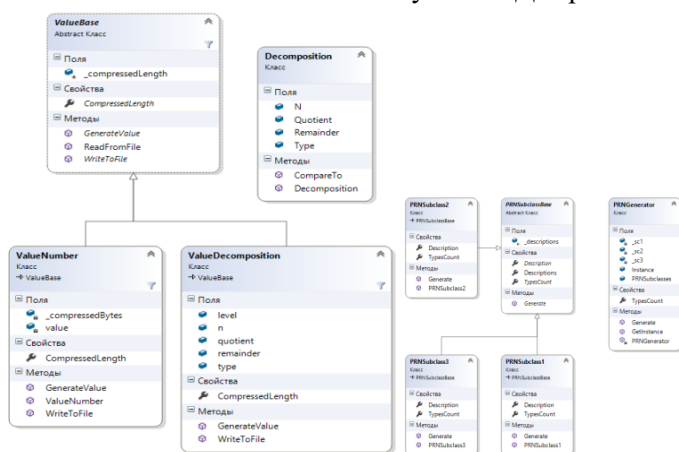 ValueBase
Abstract Класс
Поля
_compressedLength
Свойства
CompressedLength
Методы
GenerateValue
ReadFromFile
WriteToFile
Decomposition
Класс
Поля
N
Quotient
Remainder
Type
Методы
CompareTo
Decomposition
ValueNumber
Класс
→ ValueBase
Поля
_compressedBytes
value
Свойства
CompressedLength
Методы
GenerateValue
ValueNumber
WriteToFile
ValueDecomposition
Класс
→ ValueBase
Поля
level
n
quotient
remainder
type
Свойства
CompressedLength
Методы
GenerateValue
WriteToFile
PRNSubclass2
Класс
→ PRNSubclassBase
Свойства
Description
TypesCount
Методы
Generate
PRNSubclass2
PRNSubclassBase
Abstract Класс
Поля
_descriptions
Свойства
Description
Descriptions
TypesCount
Методы
Generate
PRNGenerator
Класс
Поля
_sc1
_sc2
_sc3
Instance
PRNSubclasses
Свойства
TypesCount
Методы
Generate
GetInstance
PRNGenerator
PRNSubclass3
Класс
→ PRNSubclassBase
Свойства
Description
TypesCount
Методы
Generate
PRNSubclass3
PRNSubclass1
Класс
→ PRNSubclassBase
Свойства
Description
TypesCount
Методы
Generate
PRNSubclass1